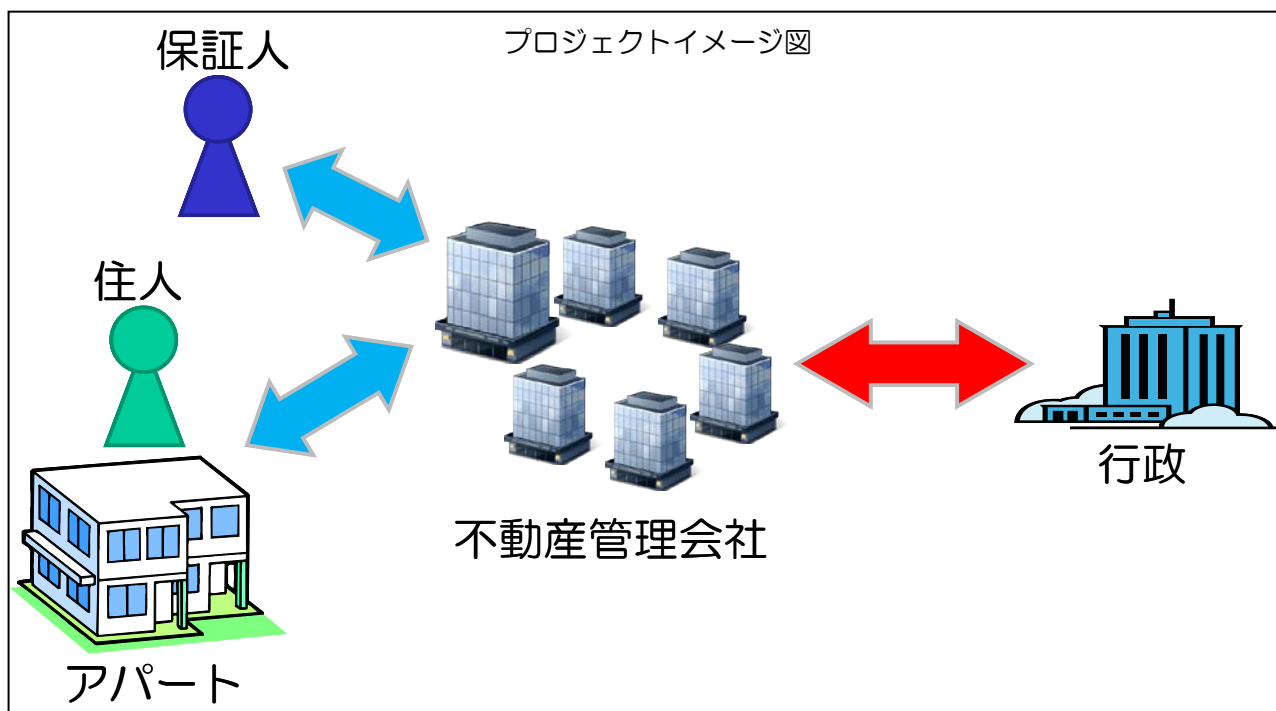 プロジェクトイメージ図
保証人
住人
不動産管理会社
行政
アパート